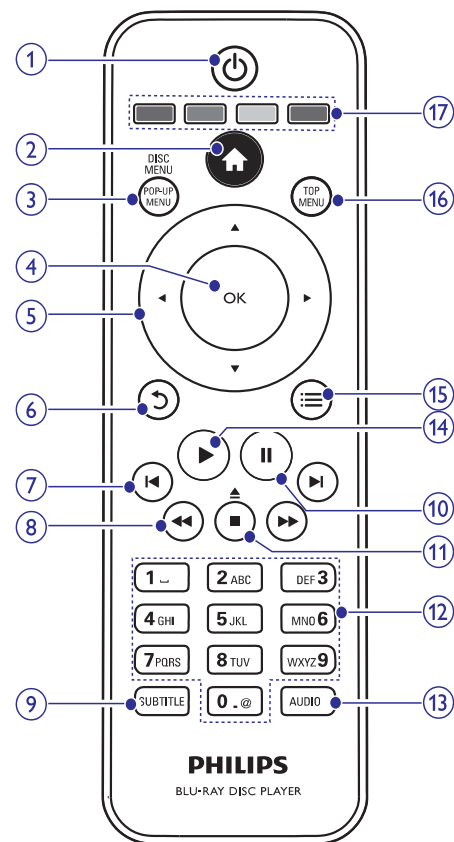 1
17
2
DISC
MENU
POP-UP
MENU
3
TOP
MENU
16
4
OK
5
6
15
14
7
10
8
11
1 ⎵
2 ABC
DEF 3
4 GHI
5 JKL
MNO 6
12
7 PQRS
8 TUV
WXYZ 9
9
SUBTITLE
0 .@
AUDIO
13
PHILIPS
BLU-RAY DISC PLAYER